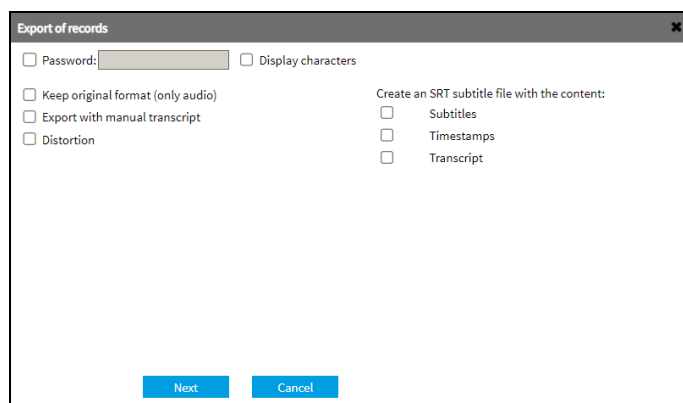 Export of records
Password: Display characters
Keep original format (only audio)
Export with manual transcript
Distortion
Create an SRT subtitle file with the content:
Subtitles
Timestamps
Transcript
Next Cancel